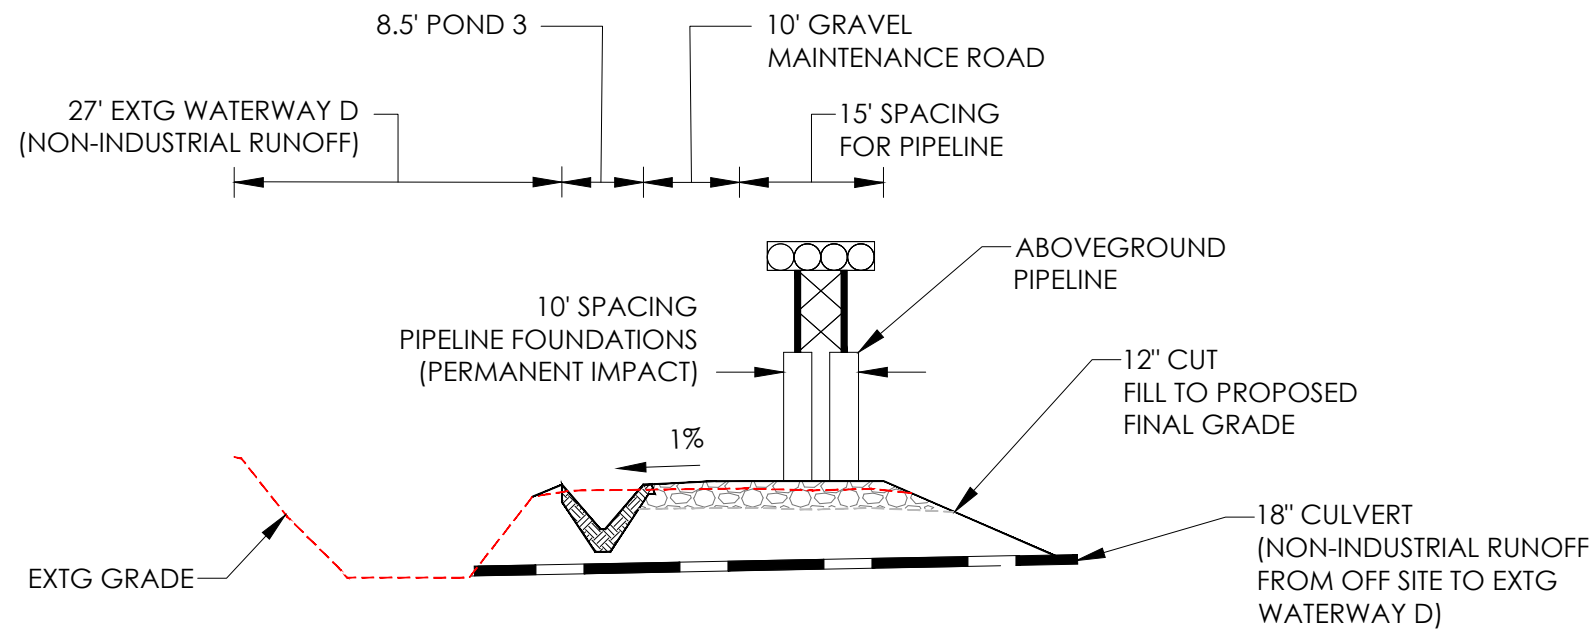 8.5' POND 3
10' GRAVEL
MAINTENANCE ROAD
27' EXTG WATERWAY D
(NON-INDUSTRIAL RUNOFF)
15' SPACING
FOR PIPELINE
ABOVEGROUND
PIPELINE
10' SPACING
PIPELINE FOUNDATIONS
(PERMANENT IMPACT)
12" CUT
FILL TO PROPOSED
FINAL GRADE
1%
18" CULVERT
(NON-INDUSTRIAL RUNOFF
FROM OFF SITE TO EXTG
WATERWAY D)
EXTG GRADE